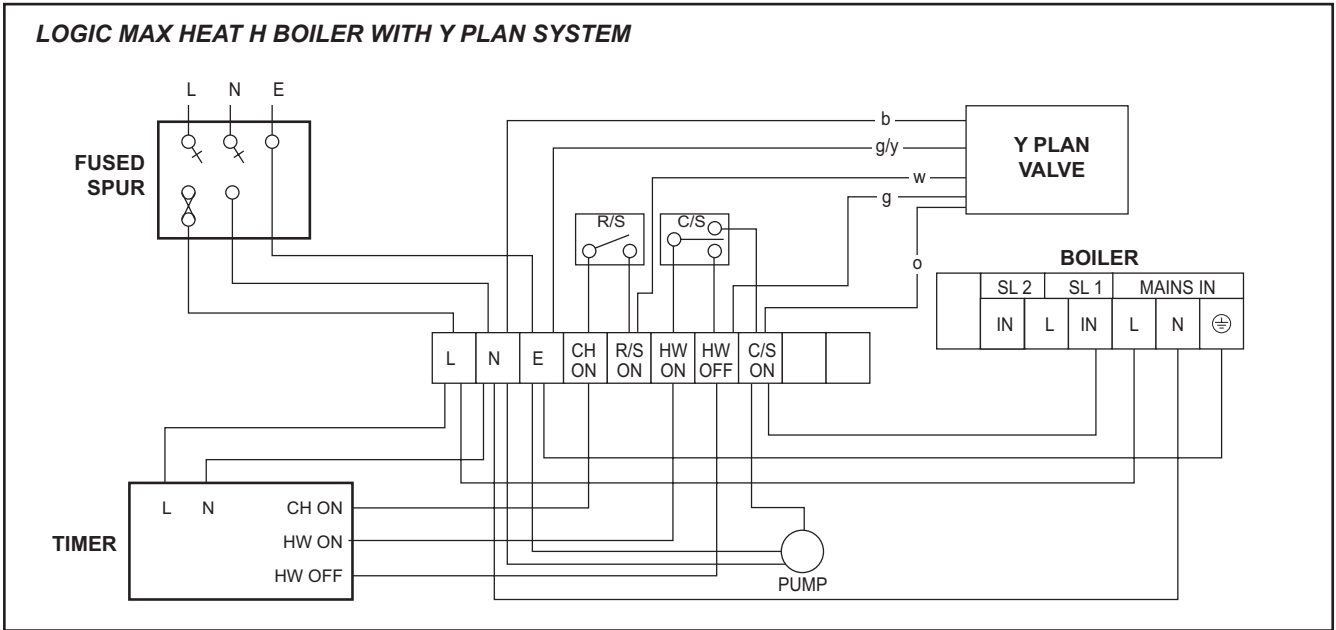 LOGIC MAX HEAT H BOILER WITH Y PLAN SYSTEM
L N E
FUSED
SPUR
b
g/y
w
g
o
Y PLAN
VALVE
R/S
C/S
BOILER
SL 2 SL 1 MAINS IN
IN L IN L N
L N E CH ON R/S ON HW ON HW OFF C/S ON
TIMER
L N CH ON
HW ON
HW OFF
PUMP